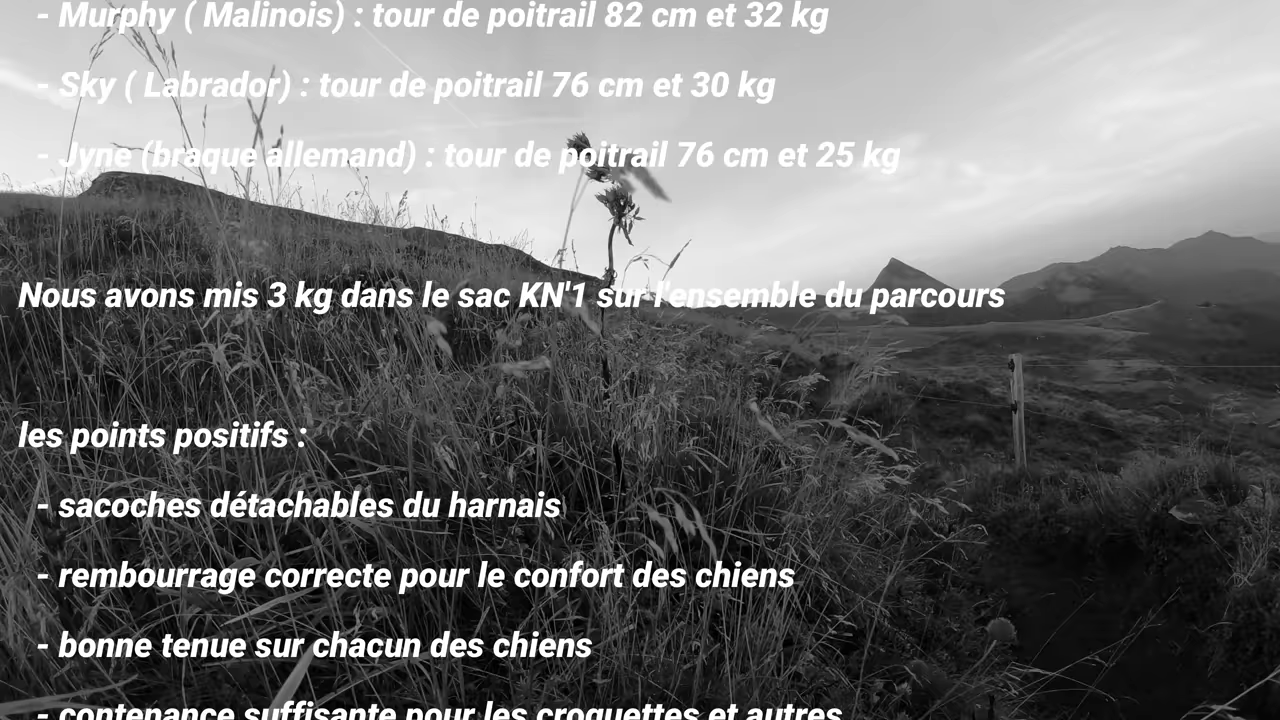 - Murphy ( Malinois) : tour de poitrail 82 cm et 32 kg
- Sky ( Labrador) : tour de poitrail 76 cm et 30 kg
- Jyne (braque allemand) : tour de poitrail 76 cm et 25 kg
Nous avons mis 3 kg dans le sac KN'1 sur l'ensemble du parcours
les points positifs :
- sacoches détachables du harnais
- rembourrage correcte pour le confort des chiens
- bonne tenue sur chacun des chiens
- contenance suffisante pour les croquettes et autres